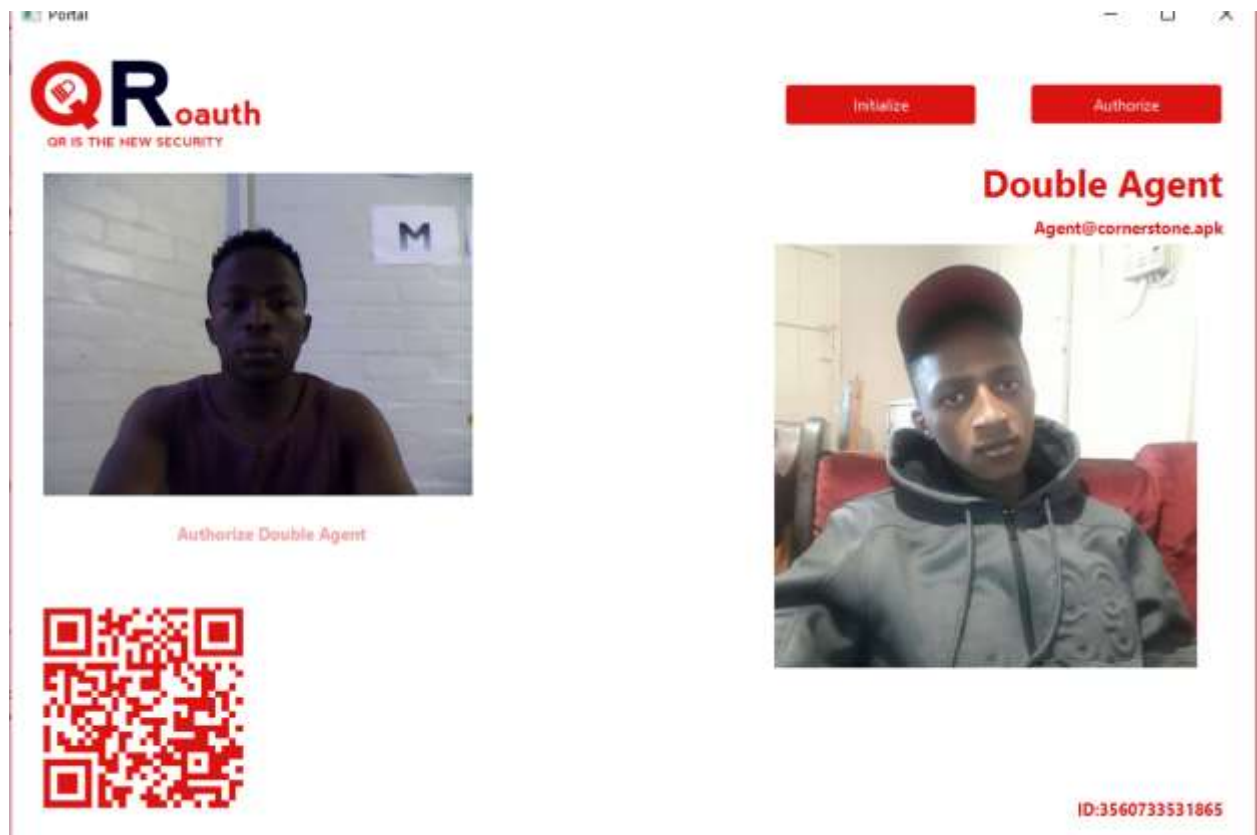 Portal
QRoauth
QR IS THE NEW SECURITY
Initialize
Authorize
Double Agent
Agent@cornerstone.apk
M
Authorize Double Agent
ID:3560733531865